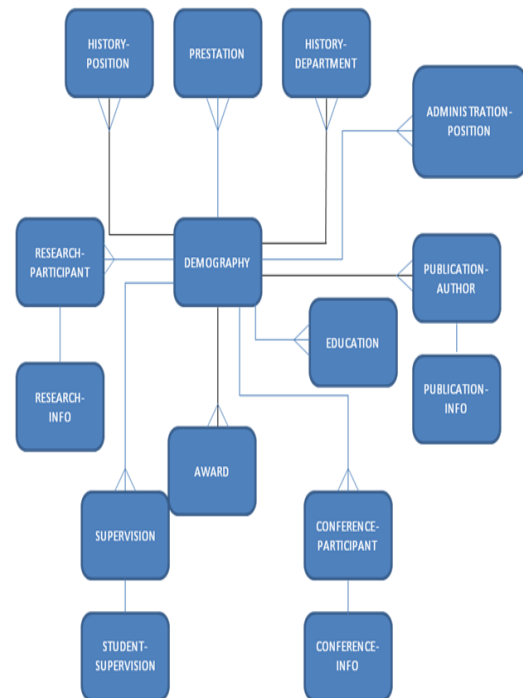 HISTORY-
POSITION
PRESTATION
HISTORY-
DEPARTMENT
ADMINISTRATION-
POSITION
RESEARCH-
PARTICIPANT
DEMOGRAPHY
PUBLICATION-
AUTHOR
EDUCATION
RESEARCH-
INFO
PUBLICATION-
INFO
AWARD
SUPERVISION
CONFERENCE-
PARTICIPANT
STUDENT-
SUPERVISION
CONFERENCE-
INFO